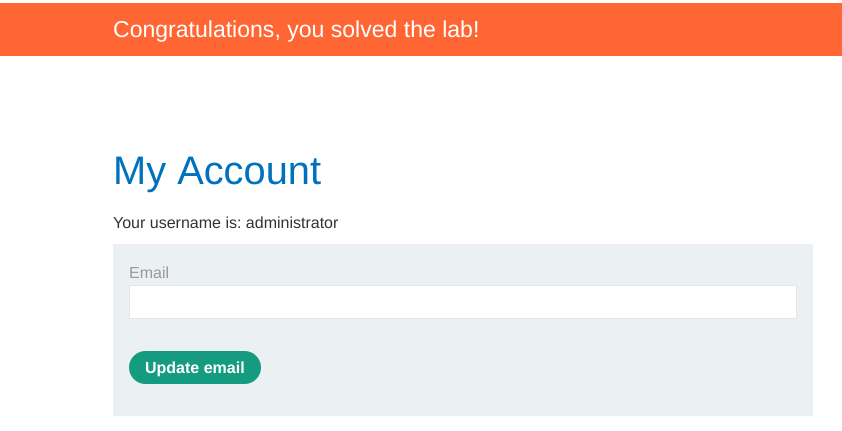 Congratulations, you solved the lab!
My Account
Your username is: administrator
Email
Update email